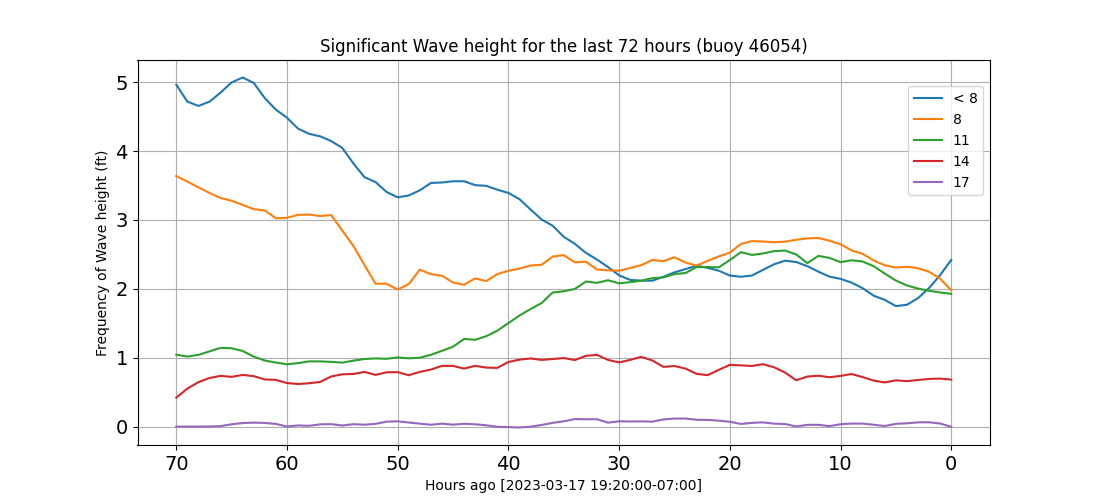 Significant Wave height for the last 72 hours (buoy 46054)
Frequency of Wave height (ft)
5
4
3
2
1
0
< 8
8
11
14
17
70 60 50 40 30 20 10 0
Hours ago [2023-03-17 19:20:00-07:00]